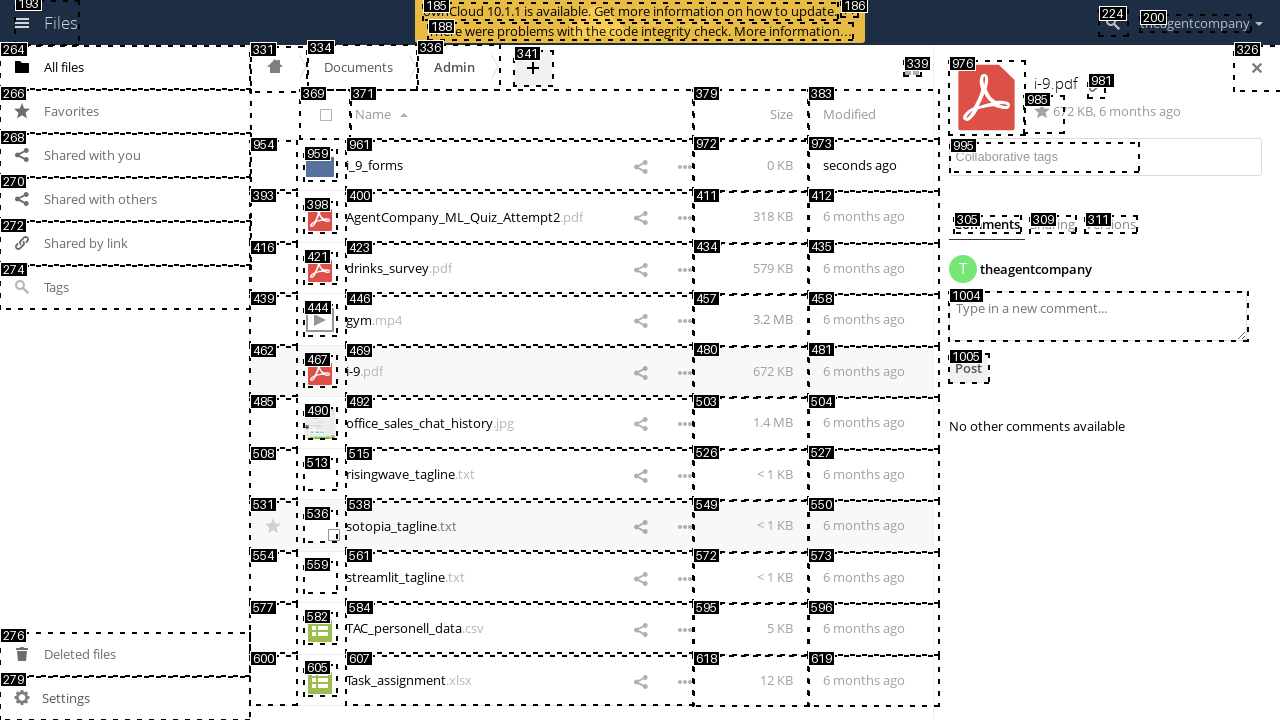 193
Files
185
ownCloud 10.1.1 is available. Get more information on how to update.
186
188
There were problems with the code integrity check. More information…
224
200
theagentcompany
264
All files
266
Favorites
268
Shared with you
270
Shared with others
272
Shared by link
274
Tags
276
Deleted files
279
Settings
331
334
Documents
336
Admin
341
+
339
369
371
Name
379
Size
383
Modified
954
959
961
i_9_forms
972
0 KB
973
seconds ago
393
398
400
AgentCompany_ML_Quiz_Attempt2.pdf
411
318 KB
412
6 months ago
416
421
423
drinks_survey.pdf
434
579 KB
435
6 months ago
439
444
446
gym.mp4
457
3.2 MB
458
6 months ago
462
467
469
i-9.pdf
480
672 KB
481
6 months ago
485
490
492
office_sales_chat_history.jpg
503
1.4 MB
504
6 months ago
508
513
515
risingwave_tagline.txt
526
< 1 KB
527
6 months ago
531
536
538
sotopia_tagline.txt
549
< 1 KB
550
6 months ago
554
559
561
streamlit_tagline.txt
572
< 1 KB
573
6 months ago
577
582
584
TAC_personell_data.csv
595
5 KB
596
6 months ago
600
605
607
Task_assignment.xlsx
618
12 KB
619
6 months ago
326
976
i-9.pdf
981
985
672 KB, 6 months ago
995
Collaborative tags
305
Comments
309
Sharing
311
Versions
T
theagentcompany
1004
Type in a new comment...
1005
Post
No other comments available